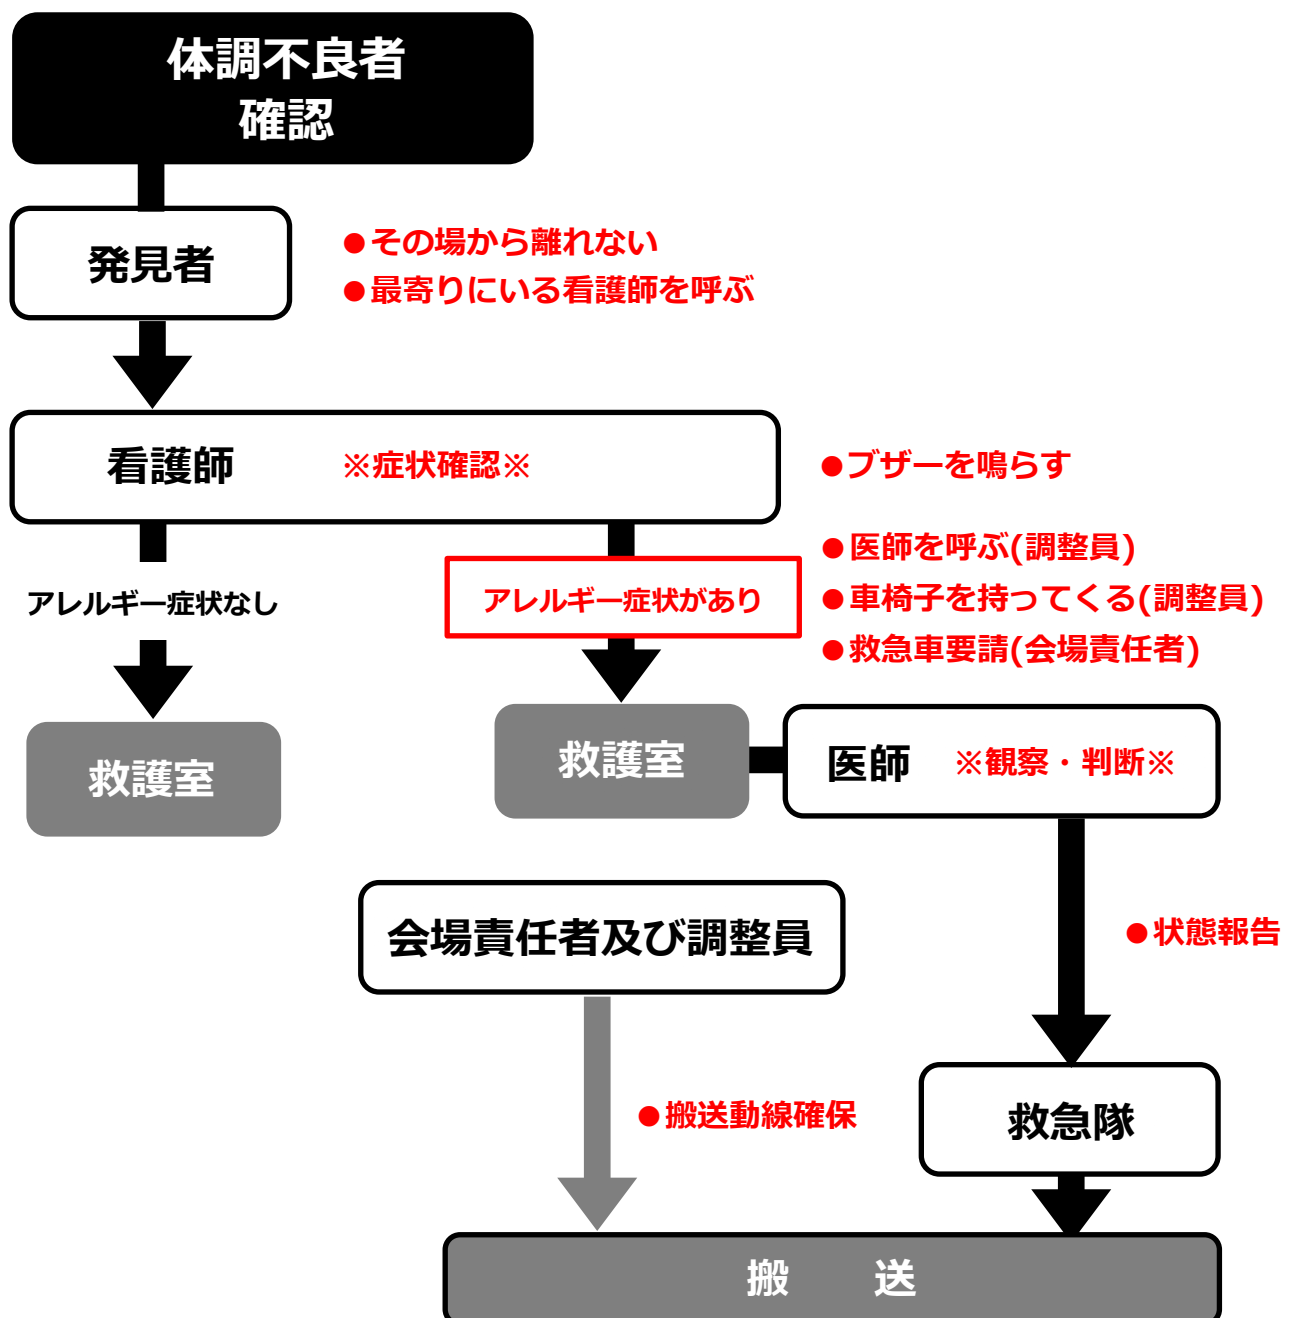 体調不良者
確認
発見者
●その場から離れない
●最寄りにいる看護師を呼ぶ
看護師 ※症状確認※
●ブザーを鳴らす
●医師を呼ぶ(調整員)
●車椅子を持ってくる(調整員)
●救急車要請(会場責任者)
アレルギー症状なし
アレルギー症状があり
救護室
救護室
医師 ※観察・判断※
会場責任者及び調整員
●状態報告
●搬送動線確保
救急隊
搬 送